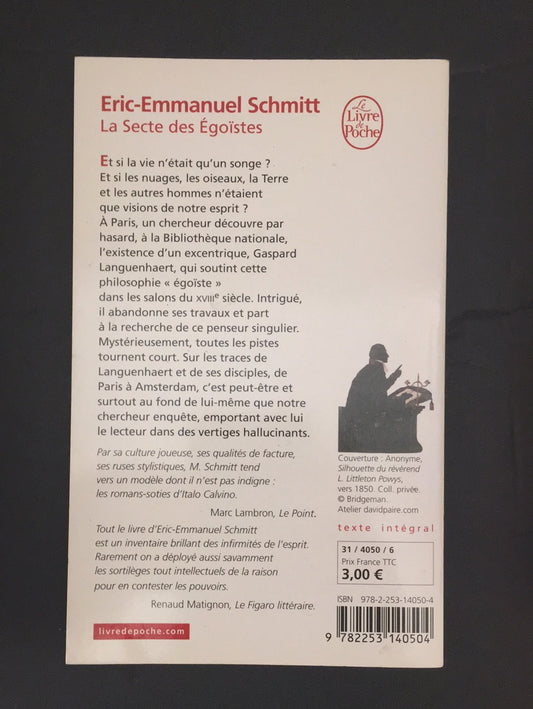 Eric-Emmanuel Schmitt
La Secte des Égoïstes
Le
Livre
de
Poche
Et si la vie n'était qu'un songe ?
Et si les nuages, les oiseaux, la Terre
et les autres hommes n'étaient
que visions de notre esprit ?
À Paris, un chercheur découvre par
hasard, à la Bibliothèque nationale,
l'existence d'un excentrique, Gaspard
Languenhaert, qui soutint cette
philosophie « égoïste »
dans les salons du XVIIIe siècle. Intrigué,
il abandonne ses travaux et part
à la recherche de ce penseur singulier.
Mystérieusement, toutes les pistes
tournent court. Sur les traces de
Languenhaert et de ses disciples, de
Paris à Amsterdam, c'est peut-être et
surtout au fond de lui-même que notre
chercheur enquête, emportant avec lui
le lecteur dans des vertiges hallucinants.
Par sa culture joueuse, ses qualités de facture,
ses ruses stylistiques, M. Schmitt tend
vers un modèle dont il n'est pas indigne :
les romans-soties d'Italo Calvino.
Marc Lambron, Le Point.
Tout le livre d'Eric-Emmanuel Schmitt
est un inventaire brillant des infirmités de l'esprit.
Rarement on a déployé aussi savamment
les sortilèges tout intellectuels de la raison
pour en contester les pouvoirs.
Renaud Matignon, Le Figaro littéraire.
livredepoche.com
Couverture : Anonyme,
Silhouette du révérend
L. Littleton Powys,
vers 1850. Coll. privée.
© Bridgeman.
Atelier davidpaire.com
texte intégral
31 / 4050 / 6
Prix France TTC
3,00 €
ISBN 978-2-253-14050-4
9 782253 140504